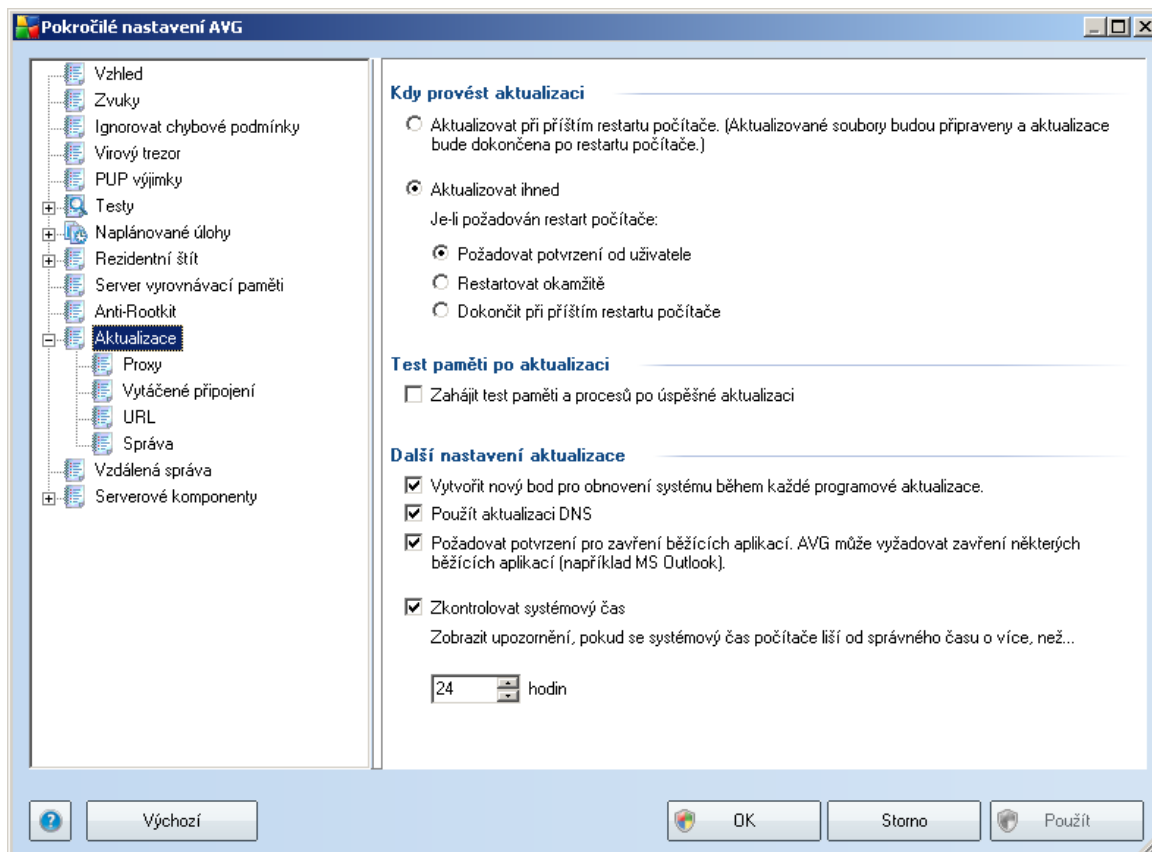 Pokročilé nastavení AVG
Vzhled
Zvuky
Ignorovat chybové podmínky
Virový trezor
PUP výjimky
Testy
Naplánované úlohy
Rezidentní štít
Server vyrovnávací paměti
Anti-Rootkit
Aktualizace
Proxy
Vytáčené připojení
URL
Správa
Vzdálená správa
Serverové komponenty
Kdy provést aktualizaci
Aktualizovat při příštím restartu počítače. (Aktualizované soubory budou připraveny a aktualizace
bude dokončena po restartu počítače.)
Aktualizovat ihned
Je-li požadován restart počítače:
Požadovat potvrzení od uživatele
Restartovat okamžitě
Dokončit při příštím restartu počítače
Test paměti po aktualizaci
Zahájit test paměti a procesů po úspěšné aktualizaci
Další nastavení aktualizace
Vytvořit nový bod pro obnovení systému během každé programové aktualizace.
Použít aktualizaci DNS
Požadovat potvrzení pro zavření běžících aplikací. AVG může vyžadovat zavření některých
běžících aplikací (například MS Outlook).
Zkontrolovat systémový čas
Zobrazit upozornění, pokud se systémový čas počítače liší od správného času o více, než...
24 hodin
Výchozí
OK
Storno
Použít